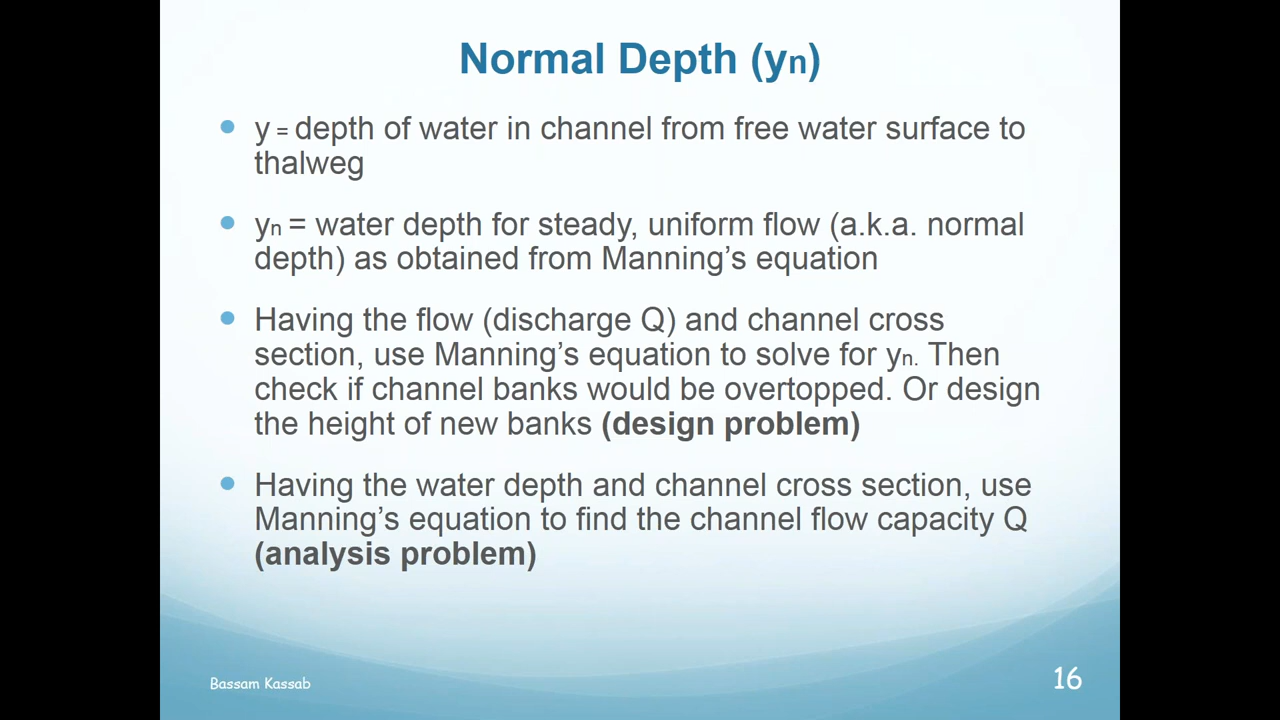 Normal Depth (yn)
y = depth of water in channel from free water surface to
thalweg
yn = water depth for steady, uniform flow (a.k.a. normal
depth) as obtained from Manning’s equation
Having the flow (discharge Q) and channel cross
section, use Manning’s equation to solve for yn. Then
check if channel banks would be overtopped. Or design
the height of new banks (design problem)
Having the water depth and channel cross section, use
Manning’s equation to find the channel flow capacity Q
(analysis problem)
Bassam Kassab
16